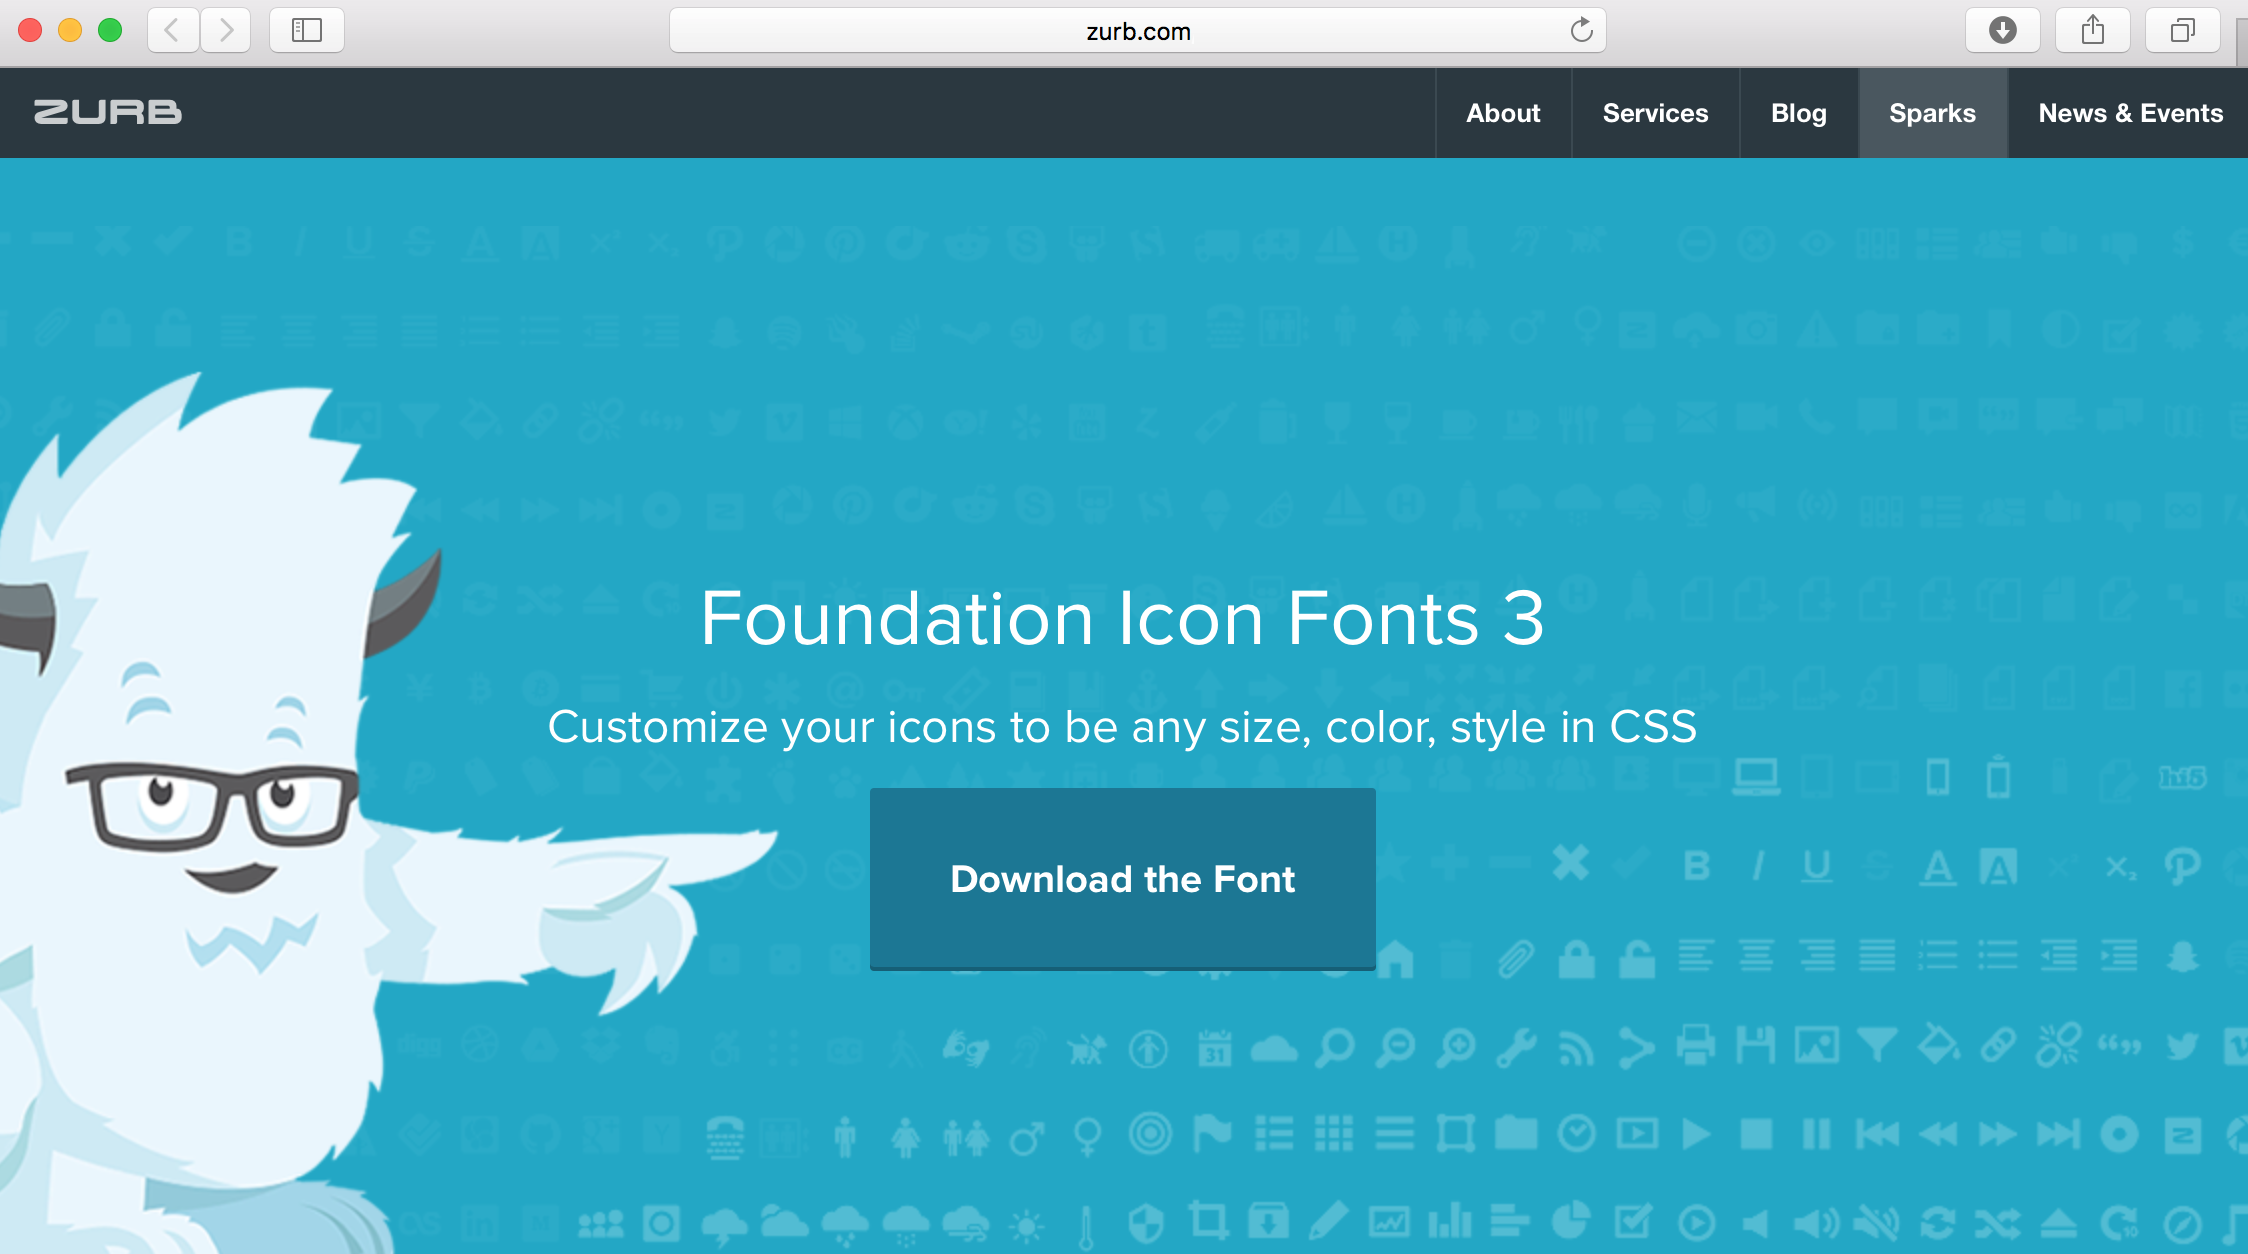 zurb.com
ZURB
About
Services
Blog
Sparks
News & Events
Foundation Icon Fonts 3
Customize your icons to be any size, color, style in CSS
Download the Font